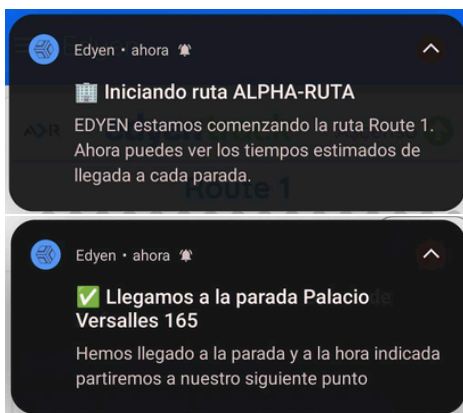 Edyen • ahora
🏢 Iniciando ruta ALPHA-RUTA
EDYEN estamos comenzando la ruta Route 1.
Ahora puedes ver los tiempos estimados de
llegada a cada parada.
Route 1
Edyen • ahora
✅ Llegamos a la parada Palacio
Versalles 165
Hemos llegado a la parada y a la hora indicada
partiremos a nuestro siguiente punto